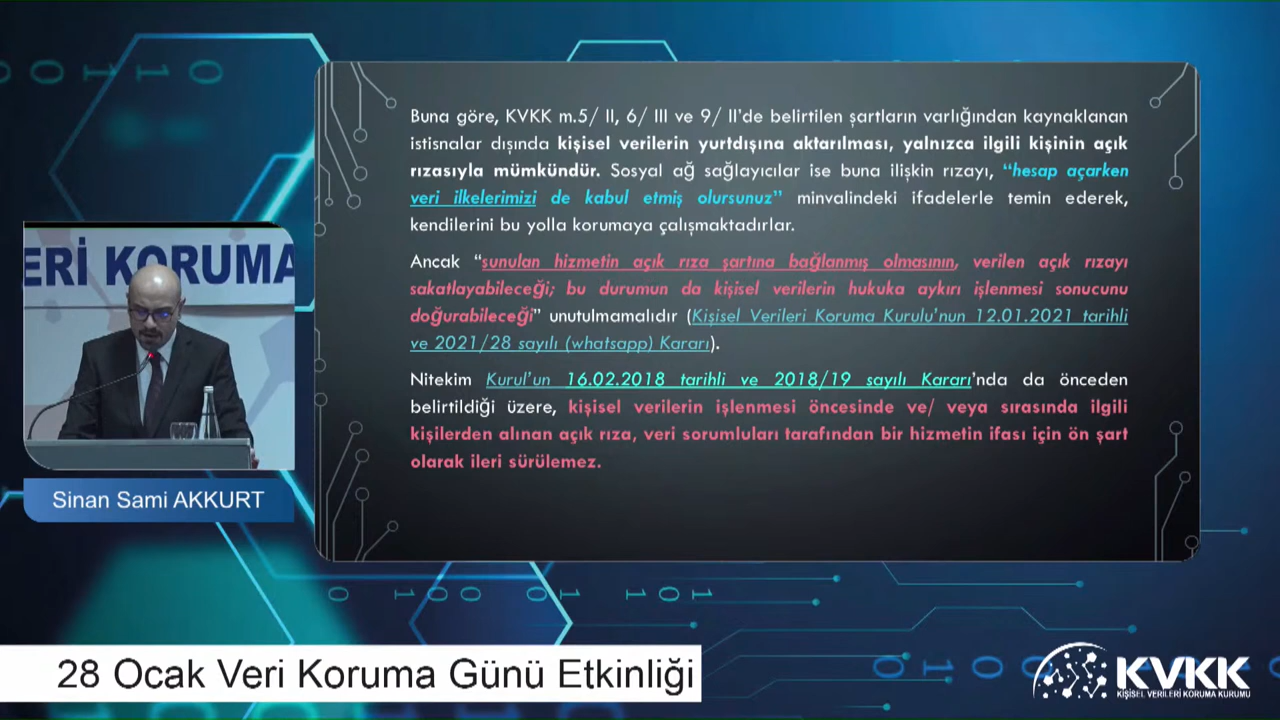 Buna göre, KVKK m.5/ II, 6/ III ve 9/ II'de belirtilen şartların varlığından kaynaklanan
istisnalar dışında kişisel verilerin yurtdışına aktarılması, yalnızca ilgili kişinin açık
rızasıyla mümkündür. Sosyal ağ sağlayıcılar ise buna ilişkin rızayı, “hesap açarken
veri ilkelerimizi de kabul etmiş olursunuz” minvalindeki ifadelerle temin ederek,
kendilerini bu yolla korumaya çalışmaktadırlar.
Ancak “sunulan hizmetin açık rıza şartına bağlanmış olmasının, verilen açık rızayı
sakatlayabileceği; bu durumun da kişisel verilerin hukuka aykırı işlenmesi sonucunu
doğurabileceği” unutulmamalıdır (Kişisel Verileri Koruma Kurulu'nun 12.01.2021 tarihli
ve 2021/28 sayılı (whatsapp) Kararı).
Nitekim Kurul'un 16.02.2018 tarihli ve 2018/19 sayılı Kararı'nda da önceden
belirtildiği üzere, kişisel verilerin işlenmesi öncesinde ve/ veya sırasında ilgili
kişilerden alınan açık rıza, veri sorumluları tarafından bir hizmetin ifası için ön şart
olarak ileri sürülemez.
ERİ KORUMA
Sinan Sami AKKURT
28 Ocak Veri Koruma Günü Etkinliği
KVKK
KİŞİSEL VERİLERİ KORUMA KURUMU